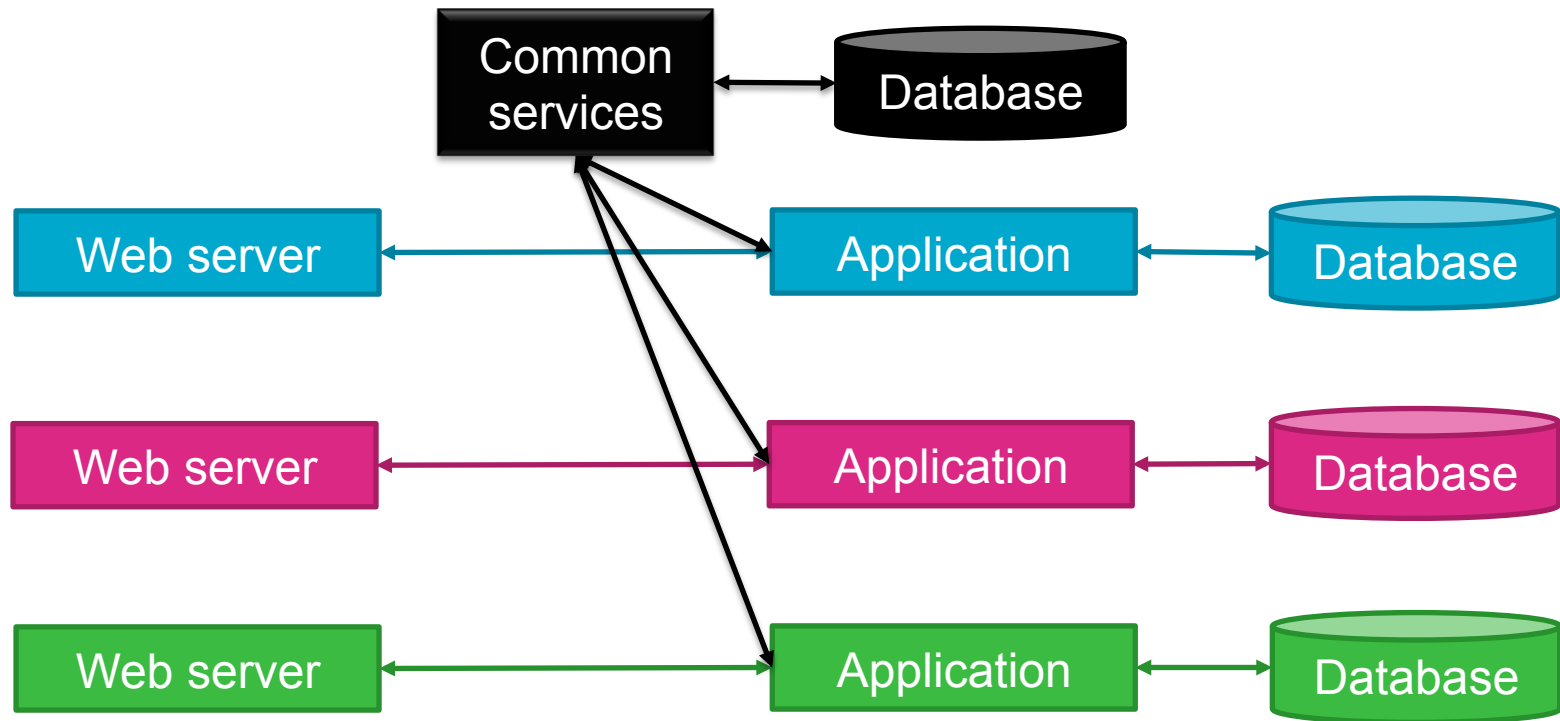 Common
services
Database
Web server
Application
Database
Web server
Application
Database
Web server
Application
Database